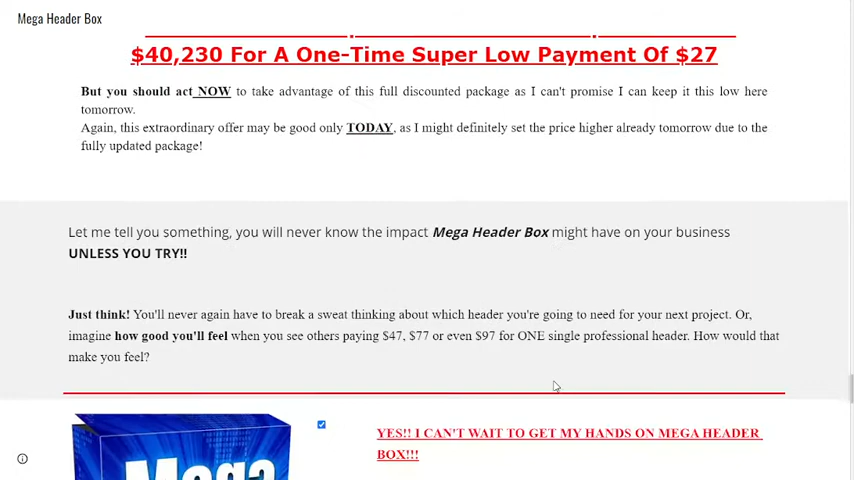 Mega Header Box
$40,230 For A One-Time Super Low Payment Of $27
But you should act NOW to take advantage of this full discounted package as I can't promise I can keep it this low here
tomorrow.
Again, this extraordinary offer may be good only TODAY, as I might definitely set the price higher already tomorrow due to the
fully updated package!
Let me tell you something, you will never know the impact Mega Header Box might have on your business
UNLESS YOU TRY!!
Just think! You'll never again have to break a sweat thinking about which header you're going to need for your next project. Or,
imagine how good you'll feel when you see others paying $47, $77 or even $97 for ONE single professional header. How would that
make you feel?
YES!! I CAN'T WAIT TO GET MY HANDS ON MEGA HEADER
BOX!!!
Mega